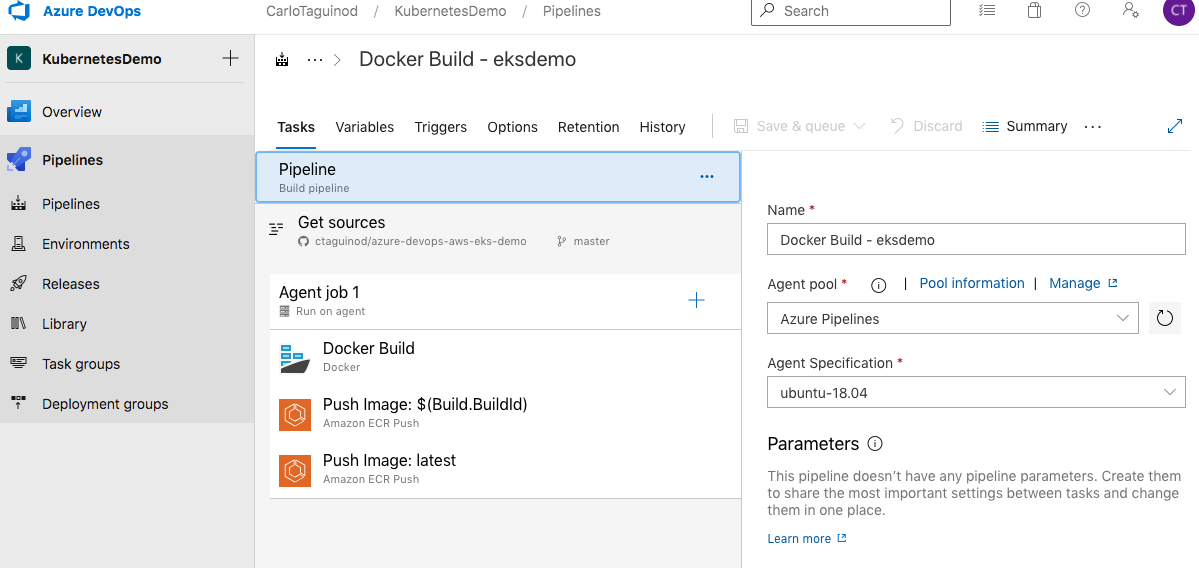 Azure DevOps
CarloTaguinod / KubernetesDemo / Pipelines
Search
CT
K KubernetesDemo
Overview
Pipelines
Pipelines
Environments
Releases
Library
Task groups
Deployment groups
... > Docker Build - eksdemo
Tasks Variables Triggers Options Retention History
Save & queue Discard Summary ...
Pipeline
Build pipeline
...
Get sources
ctaguinod/azure-devops-aws-eks-demo master
Agent job 1
Run on agent
Docker Build
Docker
Push Image: $(Build.BuildId)
Amazon ECR Push
Push Image: latest
Amazon ECR Push
Name *
Docker Build - eksdemo
Agent pool * | Pool information | Manage
Azure Pipelines
Agent Specification *
ubuntu-18.04
Parameters
This pipeline doesn't have any pipeline parameters. Create them
to share the most important settings between tasks and change
them in one place.
Learn more